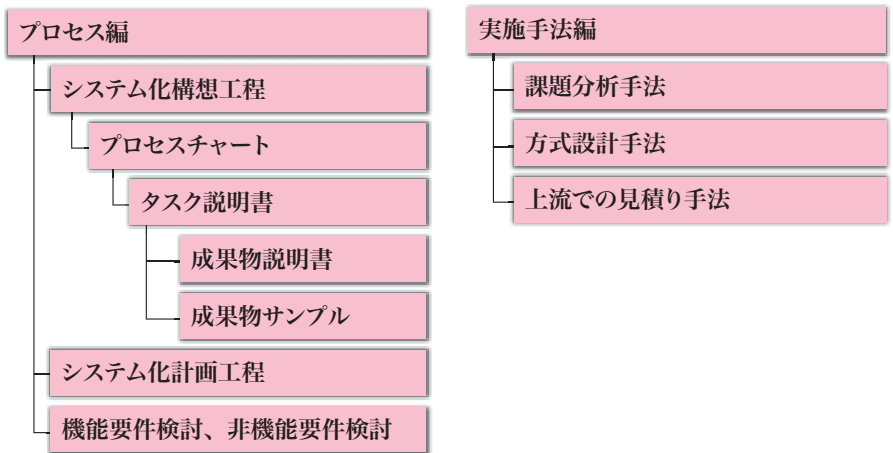 プロセス編
システム化構想工程
プロセスチャート
タスク説明書
成果物説明書
成果物サンプル
システム化計画工程
機能要件検討、非機能要件検討
実施手法編
課題分析手法
方式設計手法
上流での見積り手法